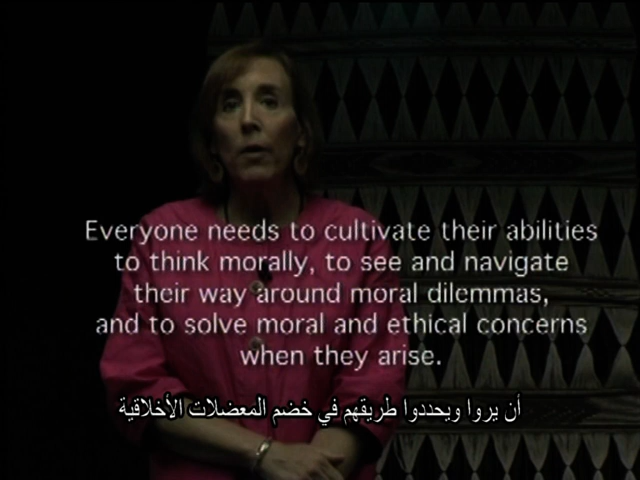 Everyone needs to cultivate their abilities
to think morally, to see and navigate
their way around moral dilemmas,
and to solve moral and ethical concerns
when they arise.
أن يروا ويحددوا طريقهم في خضم المعضلات الأخلاقية